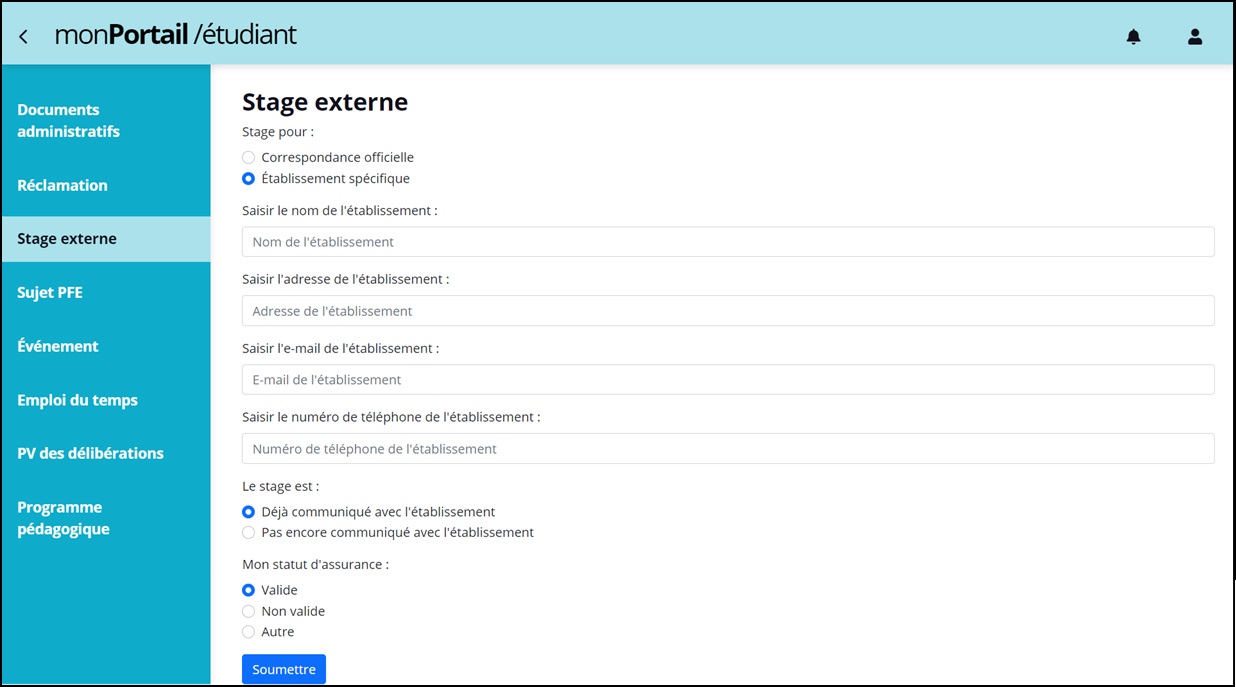 monPortail /étudiant
Documents
administratifs
Réclamation
Stage externe
Sujet PFE
Événement
Emploi du temps
PV des délibérations
Programme
pédagogique
Stage externe
Stage pour :
Correspondance officielle
Établissement spécifique
Saisir le nom de l'établissement :
Nom de l'établissement
Saisir l'adresse de l'établissement :
Adresse de l'établissement
Saisir l'e-mail de l'établissement :
E-mail de l'établissement
Saisir le numéro de téléphone de l'établissement :
Numéro de téléphone de l'établissement
Le stage est :
Déjà communiqué avec l'établissement
Pas encore communiqué avec l'établissement
Mon statut d'assurance :
Valide
Non valide
Autre
Soumettre